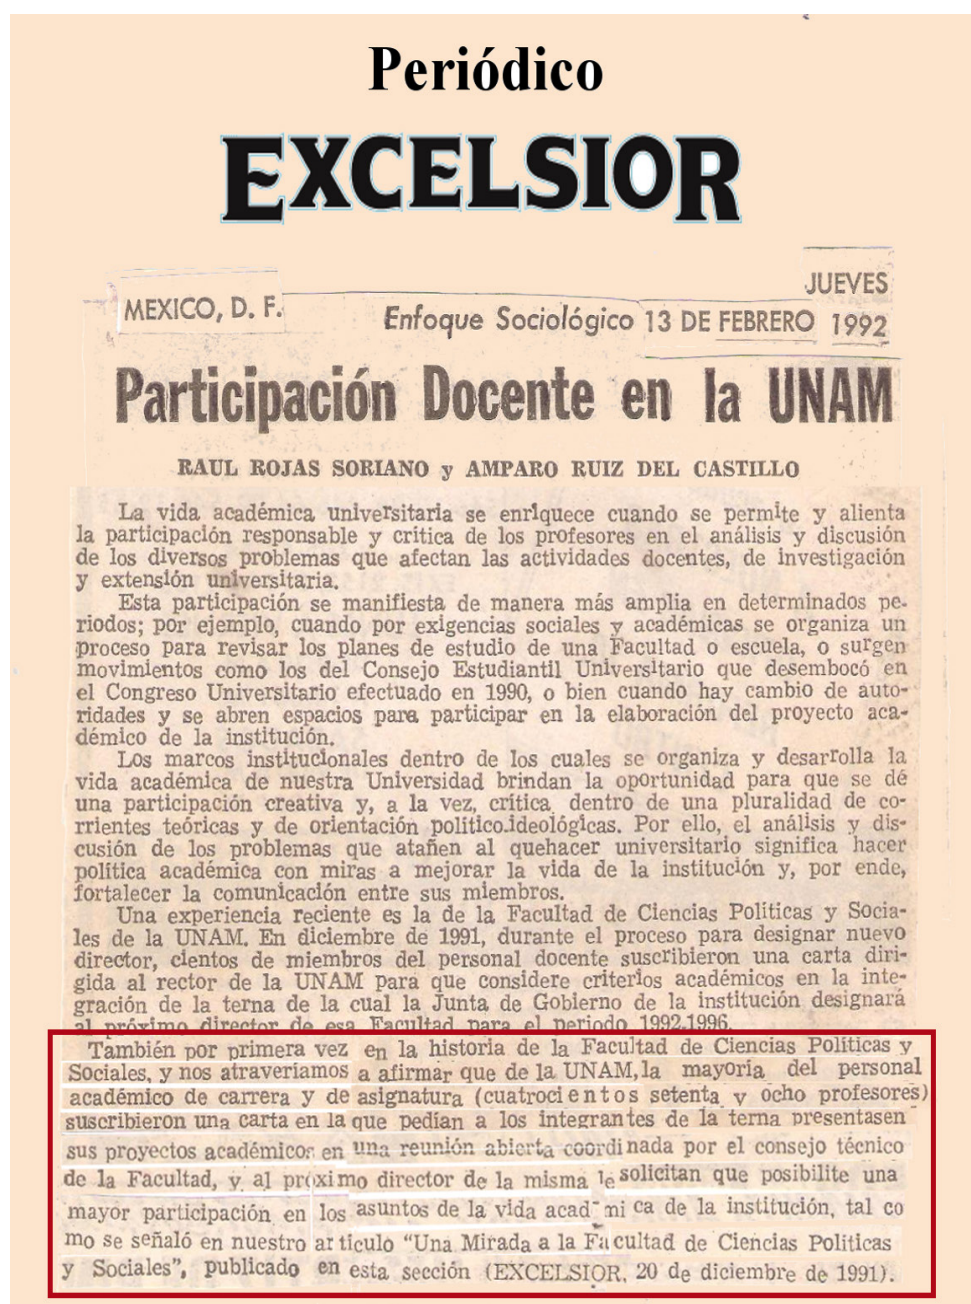 Periódico
EXCELSIOR
JUEVES
MEXICO, D. F.
Enfoque Sociológico 13 DE FEBRERO 1992
Participación Docente en la UNAM
RAUL ROJAS SORIANO y AMPARO RUIZ DEL CASTILLO
La vida académica universitaria se enriquece cuando se permite y alienta
la participación responsable y crítica de los profesores en el análisis y discusión
de los diversos problemas que afectan las actividades docentes, de investigación
y extensión universitaria.
Esta participación se manifiesta de manera más amplia en determinados pe-
riodos; por ejemplo, cuando por exigencias sociales y académicas se organiza un
proceso para revisar los planes de estudio de una Facultad o escuela, o surgen
movimientos como los del Consejo Estudiantil Universitario que desembocó en
el Congreso Universitario efectuado en 1990, o bien cuando hay cambio de auto-
ridades y se abren espacios para participar en la elaboración del proyecto aca-
démico de la institución.
Los marcos institucionales dentro de los cuales se organiza y desarrolla la
vida académica de nuestra Universidad brindan la oportunidad para que se dé
una participación creativa y, a la vez, crítica dentro de una pluralidad de co-
rrientes teóricas y de orientación político.ideológicas. Por ello, el análisis y dis-
cusión de los problemas que atañen al quehacer universitario significa hacer
política académica con miras a mejorar la vida de la institución y, por ende,
fortalecer la comunicación entre sus miembros.
Una experiencia reciente es la de la Facultad de Ciencias Políticas y Socia-
les de la UNAM. En diciembre de 1991, durante el proceso para designar nuevo
director, cientos de miembros del personal docente suscribieron una carta diri-
gida al rector de la UNAM para que considere criterios académicos en la inte-
gración de la terna de la cual la Junta de Gobierno de la institución designará
al próximo director de esa Facultad para el periodo 1992.1996.
También por primera vez en la historia de la Facultad de Ciencias Políticas y
Sociales, y nos atreveríamos a afirmar que de la UNAM, la mayoría del personal
académico de carrera y de asignatura (cuatrocientos setenta y ocho profesores)
suscribieron una carta en la que pedían a los integrantes de la terna presentasen
sus proyectos académicos en una reunión abierta coordinada por el consejo técnico
de la Facultad, y al próximo director de la misma le solicitan que posibilite una
mayor participación en los asuntos de la vida acad mi ca de la institución, tal co
mo se señaló en nuestro artículo "Una Mirada a la Facultad de Ciencias Políticas
y Sociales", publicado en esta sección (EXCELSIOR, 20 de diciembre de 1991).